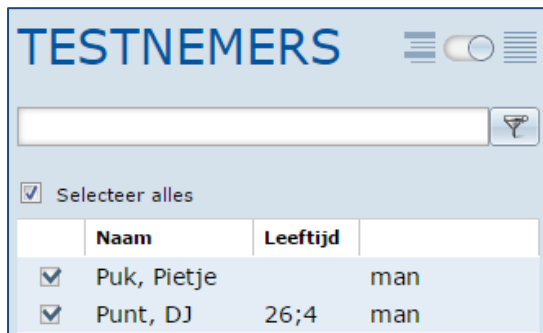 TESTNEMERS
Selecteer alles
Naam Leeftijd
Puk, Pietje man
Punt, DJ 26;4 man